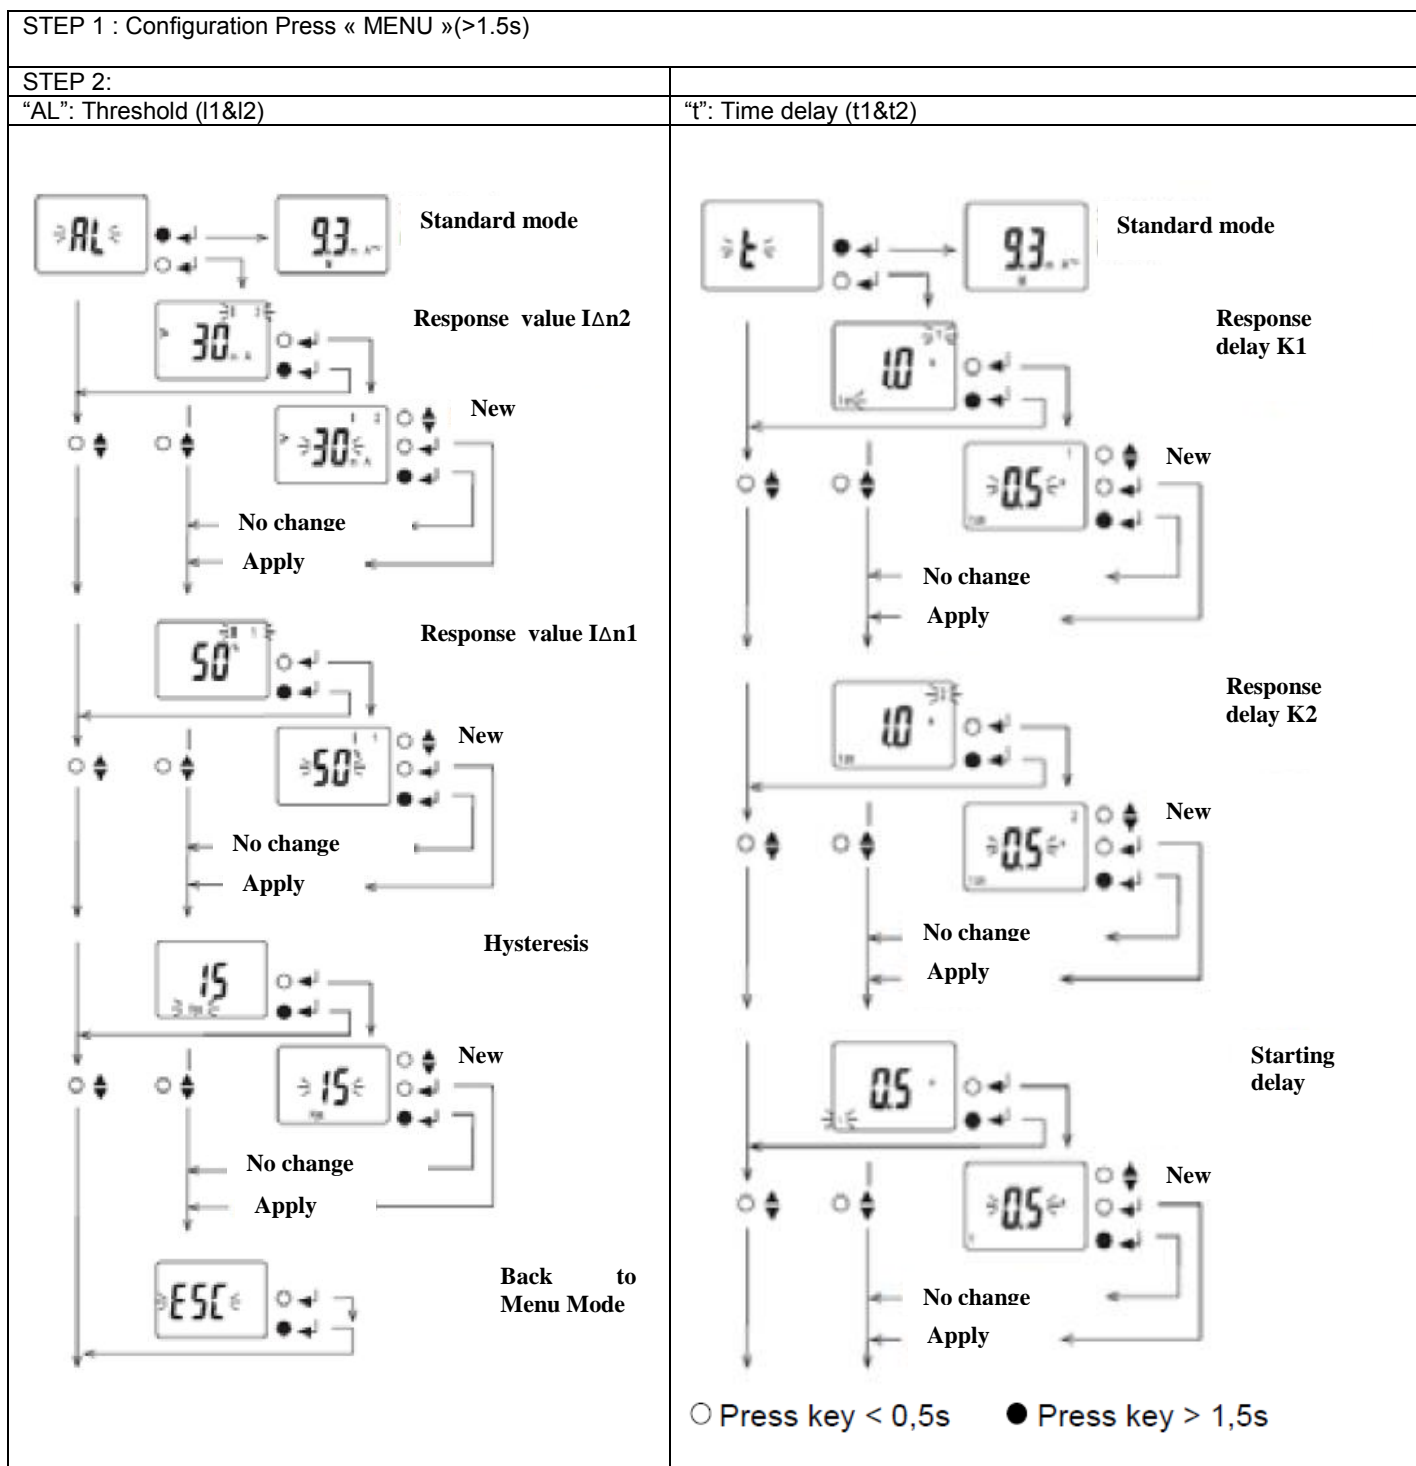 STEP 1 : Configuration Press « MENU »(>1.5s)
STEP 2:
“AL”: Threshold (I1&I2)
AL
9.3
Standard mode
30
Response value I∆n2
30
New
No change
Apply
50
Response value I∆n1
50
New
No change
Apply
15
Hysteresis
15
New
No change
Apply
ESC
Back to
Menu Mode
“t”: Time delay (t1&t2)
t
9.3
Standard mode
1.0
Response
delay K1
0.5
New
No change
Apply
1.0
Response
delay K2
0.5
New
No change
Apply
0.5
Starting
delay
0.5
New
No change
Apply
Press key < 0,5s
Press key > 1,5s